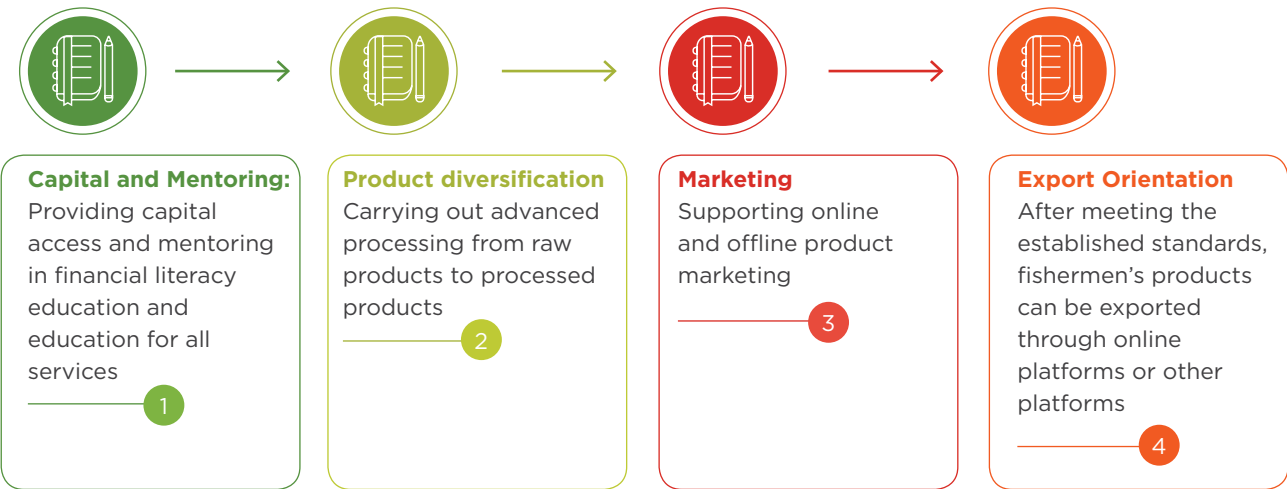 Capital and Mentoring:
Providing capital
access and mentoring
in financial literacy
education and
education for all
services
1
Product diversification
Carrying out advanced
processing from raw
products to processed
products
2
Marketing
Supporting online
and offline product
marketing
3
Export Orientation
After meeting the
established standards,
fishermen’s products
can be exported
through online
platforms or other
platforms
4